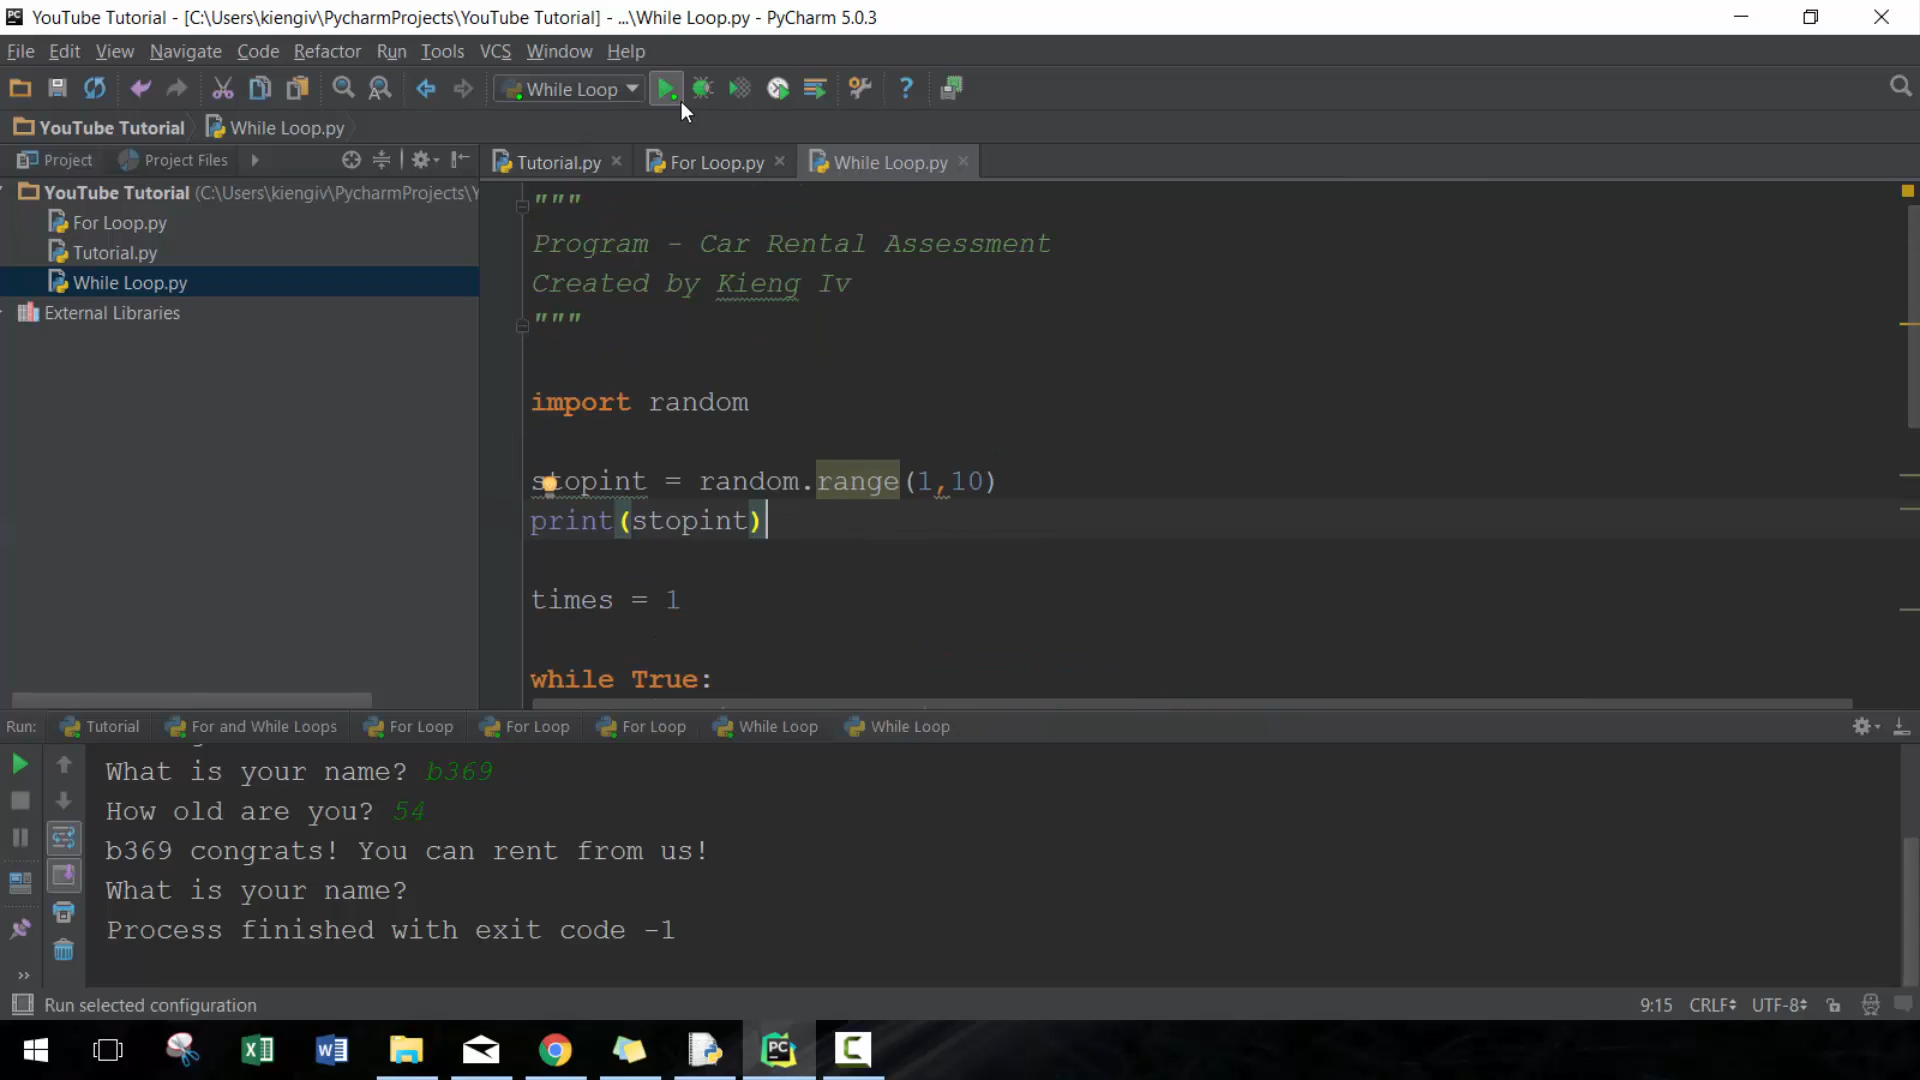 YouTube Tutorial - [C:\Users\kiengiv\PycharmProjects\YouTube Tutorial] - ...\While Loop.py - PyCharm 5.0.3
File Edit View Navigate Code Refactor Run Tools VCS Window Help
While Loop
YouTube Tutorial While Loop.py
Project Project Files
Tutorial.py For Loop.py While Loop.py
YouTube Tutorial (C:\Users\kiengiv\PycharmProjects\Y
For Loop.py
Tutorial.py
While Loop.py
External Libraries
"""
Program - Car Rental Assessment
Created by Kieng Iv
"""
import random
stopint = random.range(1,10)
print(stopint)
times = 1
while True:
Run: Tutorial For and While Loops For Loop For Loop For Loop While Loop While Loop
What is your name? b369
How old are you? 54
b369 congrats! You can rent from us!
What is your name?
Process finished with exit code -1
Run selected configuration
9:15 CRLF UTF-8